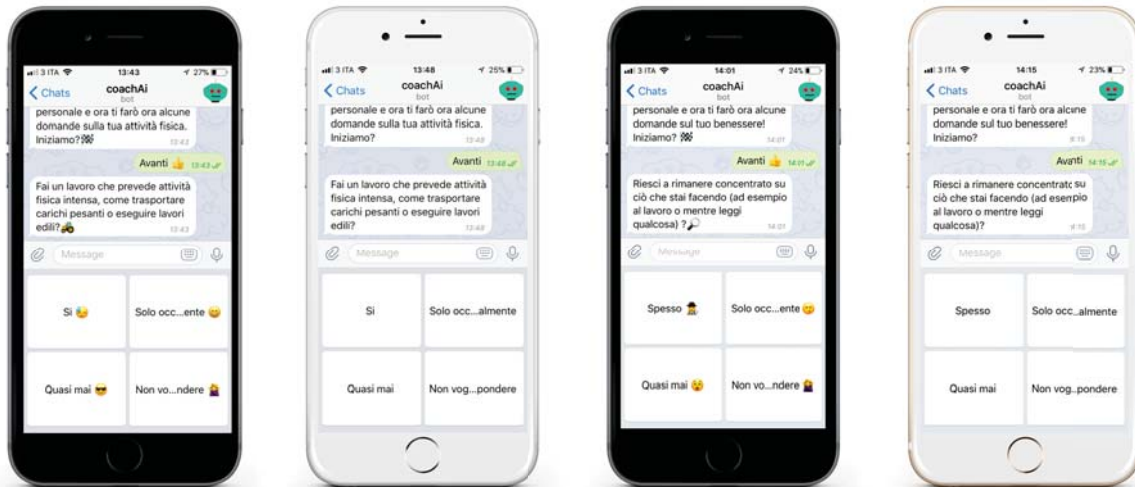 3 ITA 13:43 27%
Chats coachAi
bot
personale e ora ti farò ora alcune
domande sulla tua attività fisica.
Iniziamo? 🏁 13:43
Avanti 👍 13:43
Fai un lavoro che prevede attività
fisica intensa, come trasportare
carichi pesanti o eseguire lavori
edili?🚜 13:43
Message
Si 😓 Solo occ...ente 😄
Quasi mai 😎 Non vo...ndere 🤷‍♀️
3 ITA 13:48 25%
Chats coachAi
bot
personale e ora ti farò ora alcune
domande sulla tua attività fisica.
Iniziamo? 13:48
Avanti 13:48
Fai un lavoro che prevede attività
fisica intensa, come trasportare
carichi pesanti o eseguire lavori
edili? 13:48
Message
Si Solo occ...almente
Quasi mai Non vog...pondere
3 ITA 14:01 24%
Chats coachAi
bot
personale e ora ti farò ora alcune
domande sul tuo benessere!
Iniziamo? 🏁 14:01
Avanti 👍 14:01
Riesci a rimanere concentrato su
ciò che stai facendo (ad esempio
al lavoro o mentre leggi
qualcosa) ?🔎 14:01
Message
Spesso 🕵️ Solo occ...ente
Quasi mai 😲 Non vo...ndere 🤷‍♀️
3 ITA 14:15 23%
Chats coachAi
bot
personale e ora ti farò ora alcune
domande sul tuo benessere!
Iniziamo?
Avanti 14:15
Riesci a rimanere concentrato su
ciò che stai facendo (ad esempio
al lavoro o mentre leggi
qualcosa)?
Message
Spesso Solo occ...almente
Quasi mai Non vog...pondere